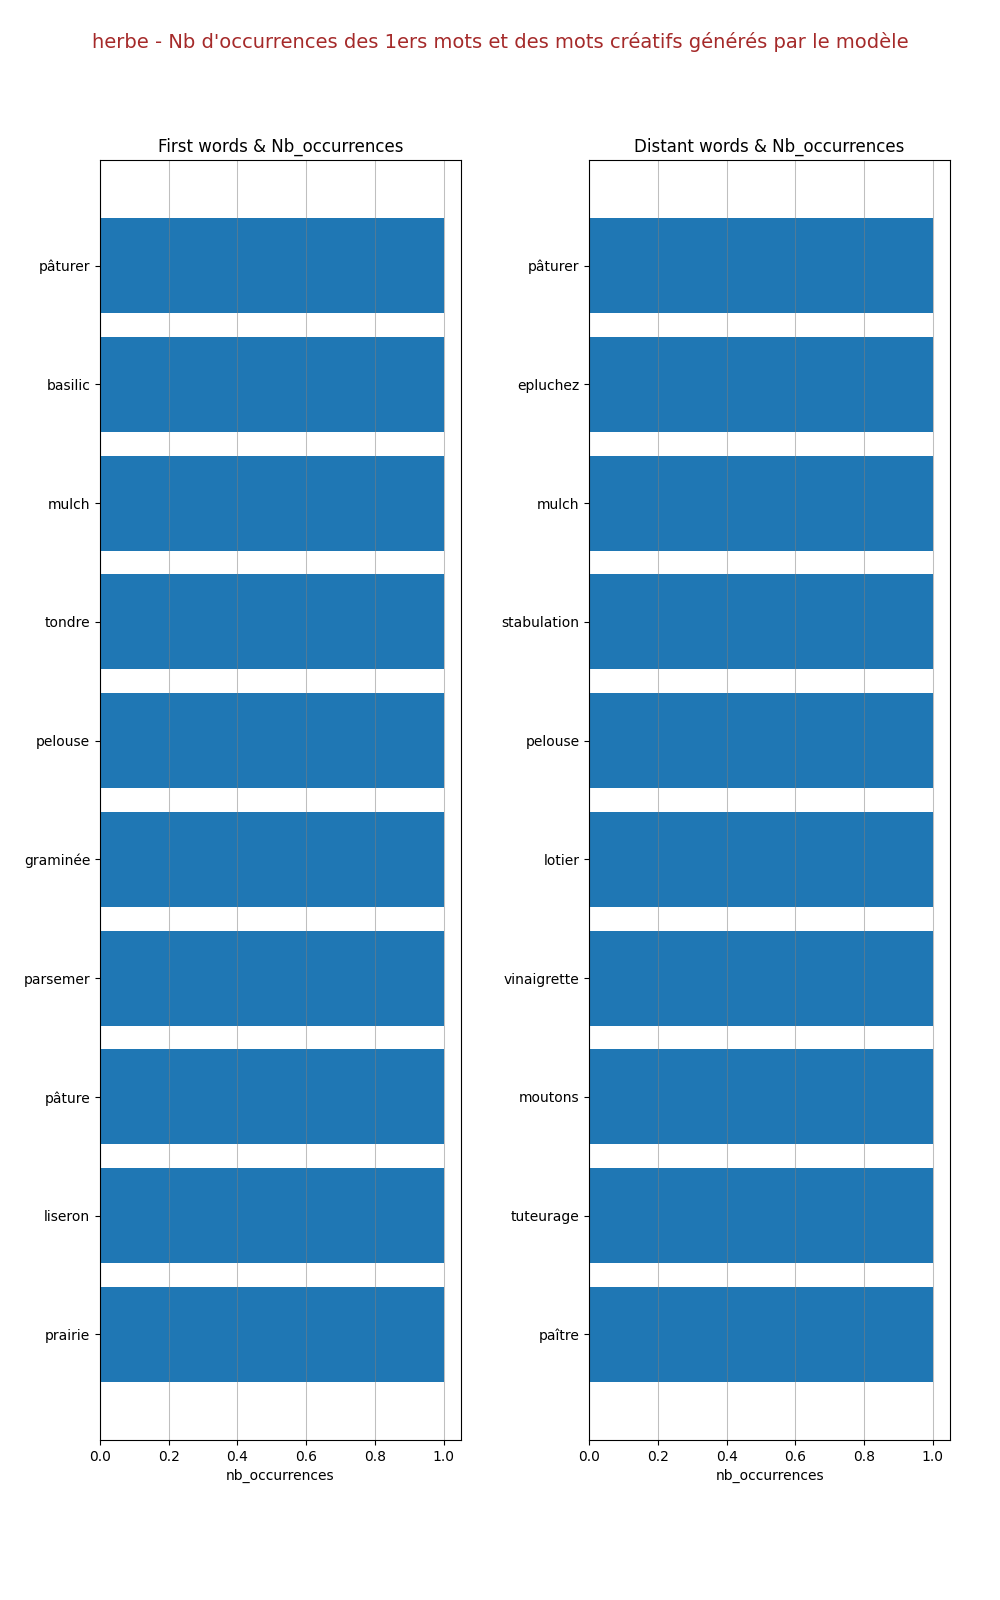 herbe - Nb d'occurrences des 1ers mots et des mots créatifs générés par le modèle
First words & Nb_occurrences
pâturer
basilic
mulch
tondre
pelouse
graminée
parsemer
pâture
liseron
prairie
0.0 0.2 0.4 0.6 0.8 1.0
nb_occurrences
Distant words & Nb_occurrences
pâturer
epluchez
mulch
stabulation
pelouse
lotier
vinaigrette
moutons
tuteurage
paître
0.0 0.2 0.4 0.6 0.8 1.0
nb_occurrences